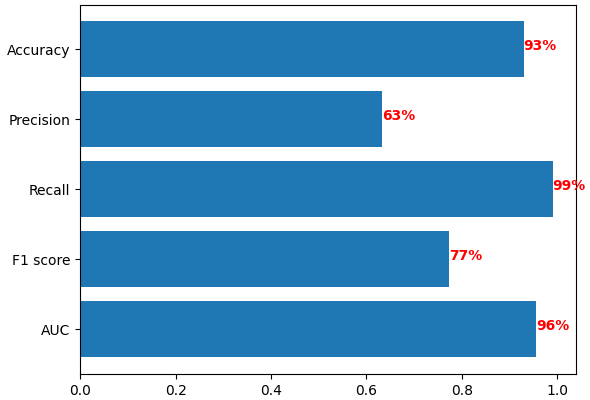 Accuracy 93%
Precision 63%
Recall 99%
F1 score 77%
AUC 96%
0.0 0.2 0.4 0.6 0.8 1.0